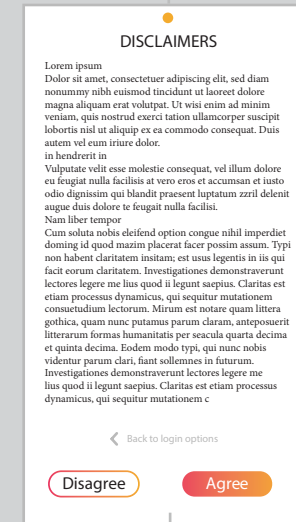 DISCLAIMERS
Lorem ipsum
Dolor sit amet, consectetuer adipiscing elit, sed diam
nonummy nibh euismod tincidunt ut laoreet dolore
magna aliquam erat volutpat. Ut wisi enim ad minim
veniam, quis nostrud exerci tation ullamcorper suscipit
lobortis nisl ut aliquip ex ea commodo consequat. Duis
autem vel eum iriure dolor.
in hendrerit in
Vulputate velit esse molestie consequat, vel illum dolore
eu feugiat nulla facilisis at vero eros et accumsan et iusto
odio dignissim qui blandit praesent luptatum zzril delenit
augue duis dolore te feugait nulla facilisi.
Nam liber tempor
Cum soluta nobis eleifend option congue nihil imperdiet
doming id quod mazim placerat facer possim assum. Typi
non habent claritatem insitam; est usus legentis in iis qui
facit eorum claritatem. Investigationes demonstraverunt
lectores legere me lius quod ii legunt saepius. Claritas est
etiam processus dynamicus, qui sequitur mutationem
consuetudium lectorum. Mirum est notare quam littera
gothica, quam nunc putamus parum claram, anteposuerit
litterarum formas humanitatis per seacula quarta decima
et quinta decima. Eodem modo typi, qui nunc nobis
videntur parum clari, fiant sollemnes in futurum.
Investigationes demonstraverunt lectores legere me
lius quod ii legunt saepius. Claritas est etiam processus
dynamicus, qui sequitur mutationem c
Back to login options
Disagree
Agree